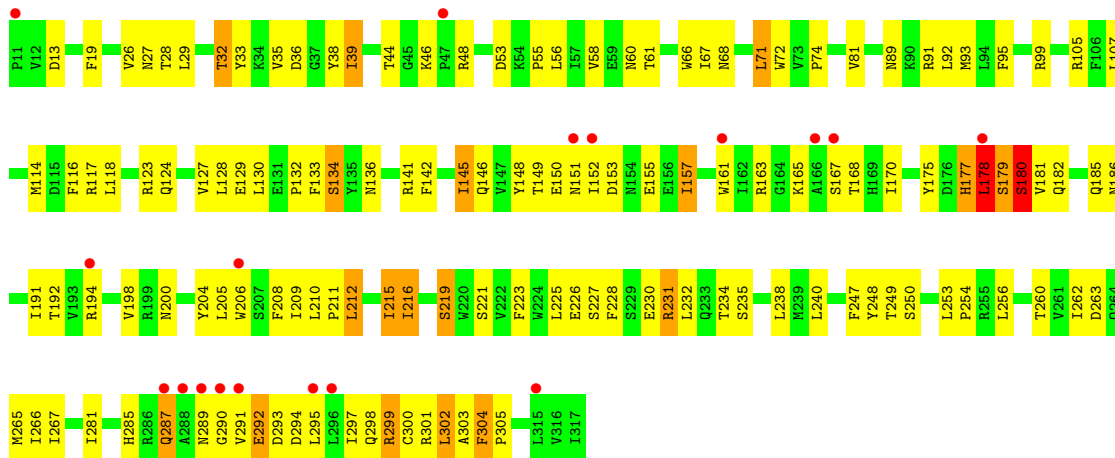 P11 V12 D13 F19 V26 N27 T28 L29 T32 Y33 K34 V35 D36 G37 Y38 I39 T44 G45 K46 P47 R48 D53 K54 P55 L56 I57 V58 E59 N60 T61 W66 I67 N68 L71 W72 V73 P74 V81 N89 K90 R91 L92 M93 L94 F95 R99 R105 F106
M114 D115 F116 R117 L118 R123 Q124 V127 L128 E129 L130 E131 P132 F133 S134 Y135 N136 R141 F142 I145 Q146 V147 Y148 T149 E150 N151 I152 D153 N154 E155 E156 I157 W161 I162 R163 G164 K165 A166 S167 T168 H169 I170 Y175 D176 H177 L178 S179 S180 V181 Q182 Q185
I191 T192 V193 R194 V198 R199 N200 Y204 L205 W206 S207 F208 I209 L210 P211 L212 I215 I216 S219 W220 S221 V222 F223 W224 L225 E226 S227 F228 S229 E230 R231 L232 Q233 T234 S235 L238 M239 L240 F247 Y248 T249 S250 L253 P254 R255 L256 T260 V261 I262 D263
M265 I266 I267 I281 H285 R286 Q287 A288 N289 G290 V291 E292 D293 D294 L295 L296 I297 Q298 R299 C300 R301 L302 A303 F304 P305 L315 V316 I317